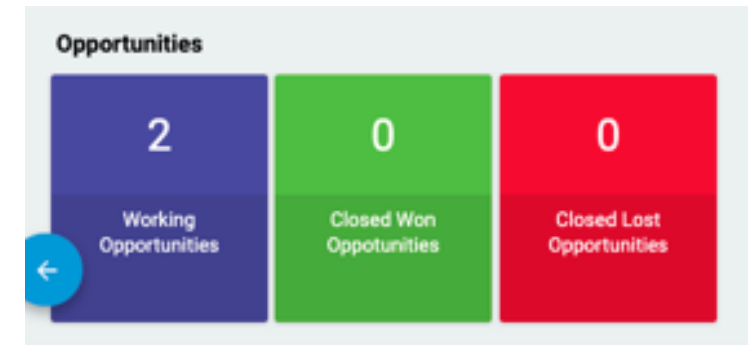 Opportunities
2
Working
Opportunities
0
Closed Won
Oppotunities
0
Closed Lost
Opportunities